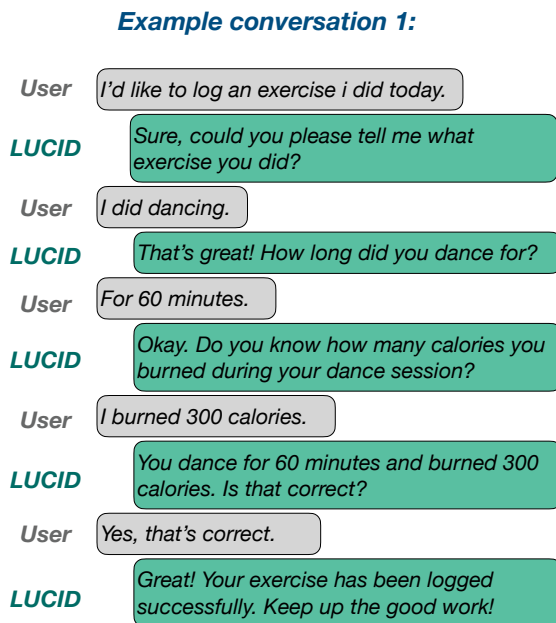 Example conversation 1:
User I'd like to log an exercise i did today.
LUCID Sure, could you please tell me what
exercise you did?
User I did dancing.
LUCID That's great! How long did you dance for?
User For 60 minutes.
LUCID Okay. Do you know how many calories you
burned during your dance session?
User I burned 300 calories.
LUCID You dance for 60 minutes and burned 300
calories. Is that correct?
User Yes, that's correct.
LUCID Great! Your exercise has been logged
successfully. Keep up the good work!